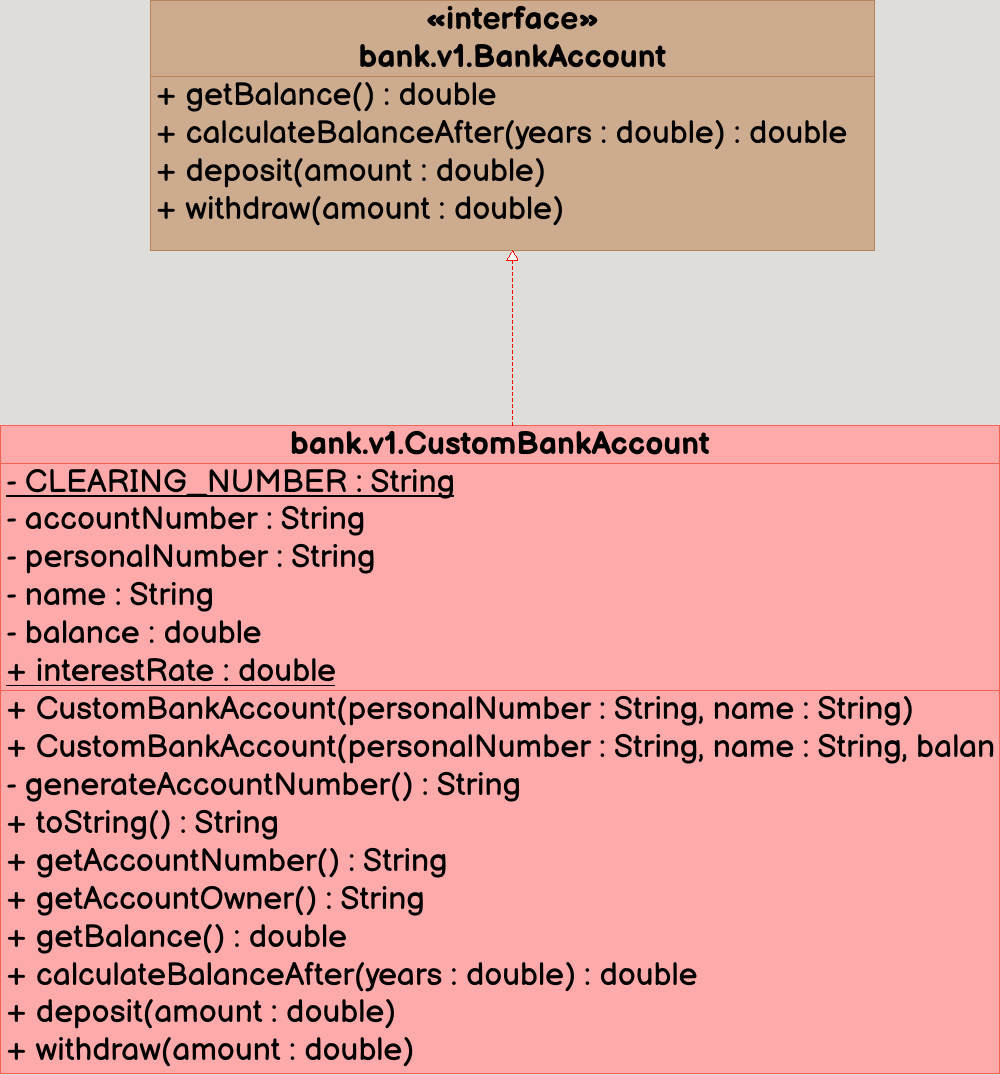 «interface»
bank.v1.BankAccount
+ getBalance() : double
+ calculateBalanceAfter(years : double) : double
+ deposit(amount : double)
+ withdraw(amount : double)
bank.v1.CustomBankAccount
- CLEARING_NUMBER : String
- accountNumber : String
- personalNumber : String
- name : String
- balance : double
+ interestRate : double
+ CustomBankAccount(personalNumber : String, name : String)
+ CustomBankAccount(personalNumber : String, name : String, balan
- generateAccountNumber() : String
+ toString() : String
+ getAccountNumber() : String
+ getAccountOwner() : String
+ getBalance() : double
+ calculateBalanceAfter(years : double) : double
+ deposit(amount : double)
+ withdraw(amount : double)